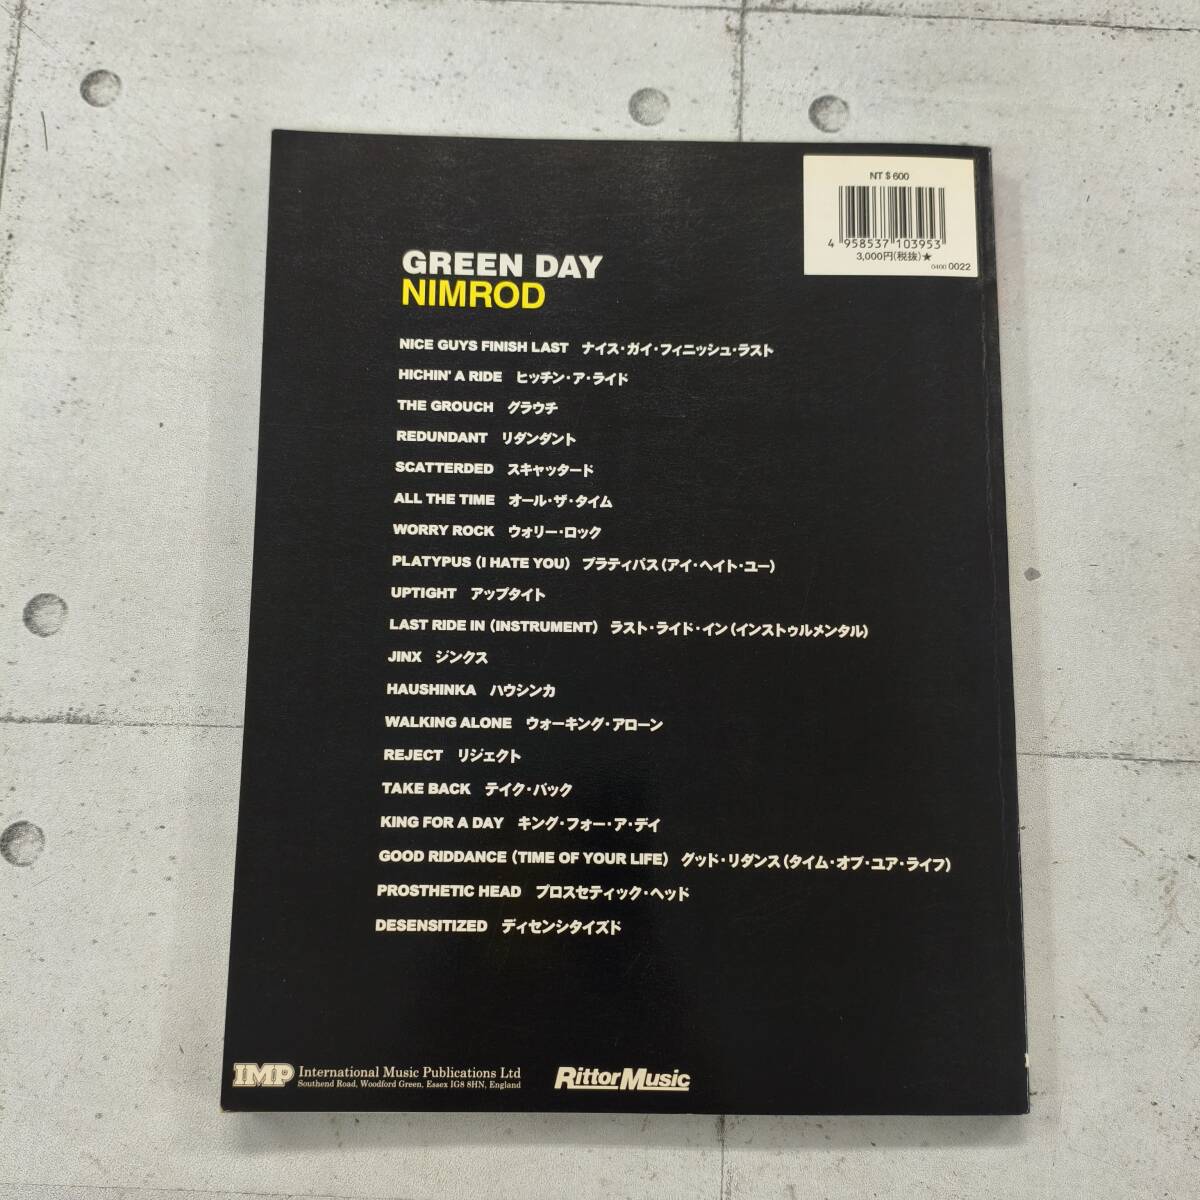 NT $ 600
4 958537 103953
3,000円(税抜)★
0400 0022
GREEN DAY
NIMROD
NICE GUYS FINISH LAST ナイス・ガイ・フィニッシュ・ラスト
HICHIN' A RIDE ヒッチン・ア・ライド
THE GROUCH グラウチ
REDUNDANT リダンダント
SCATTERDED スキャッタード
ALL THE TIME オール・ザ・タイム
WORRY ROCK ウォリー・ロック
PLATYPUS (I HATE YOU) プラティパス(アイ・ヘイト・ユー)
UPTIGHT アップタイト
LAST RIDE IN (INSTRUMENT) ラスト・ライド・イン(インストゥルメンタル)
JINX ジンクス
HAUSHINKA ハウシンカ
WALKING ALONE ウォーキング・アローン
REJECT リジェクト
TAKE BACK テイク・バック
KING FOR A DAY キング・フォー・ア・デイ
GOOD RIDDANCE (TIME OF YOUR LIFE) グッド・リダンス(タイム・オブ・ユア・ライフ)
PROSTHETIC HEAD プロスセティック・ヘッド
DESENSITIZED ディセンシタイズド
IMP International Music Publications Ltd
Southend Road, Woodford Green, Essex IG8 8HN, England
RittorMusic